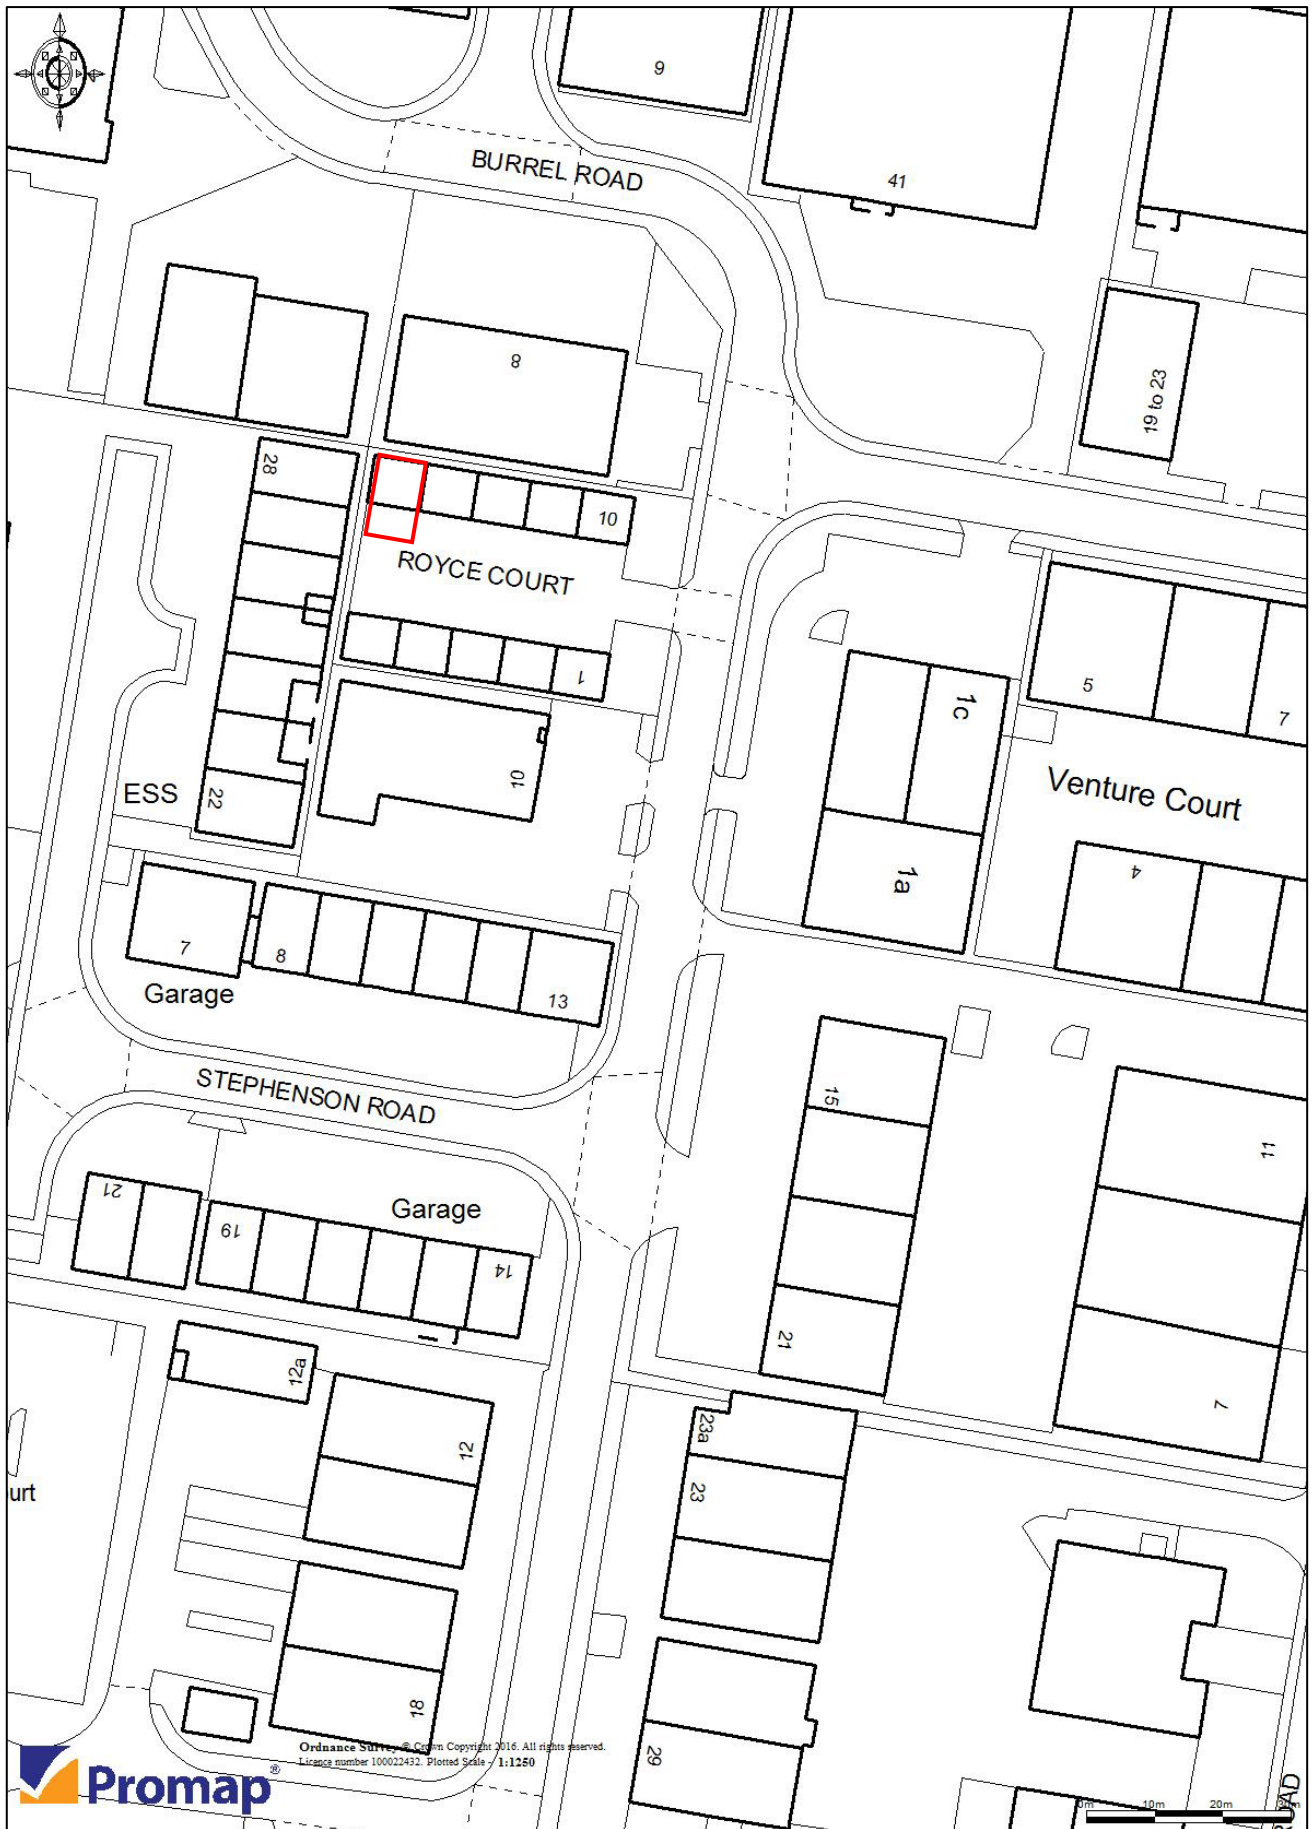 9
BURREL ROAD
41
8
19 to 23
28
10
ROYCE COURT
1
5
7
1c
10
Venture Court
ESS
22
1a
4
7
8
Garage
13
STEPHENSON ROAD
15
11
21
19
Garage
14
21
12a
7
12
23a
23
urt
18
29
Ordnance Survey © Crown Copyright 2016. All rights reserved.
Licence number 100022432. Plotted Scale - 1:1250
Promap®
0m 10m 20m 30m
OAD